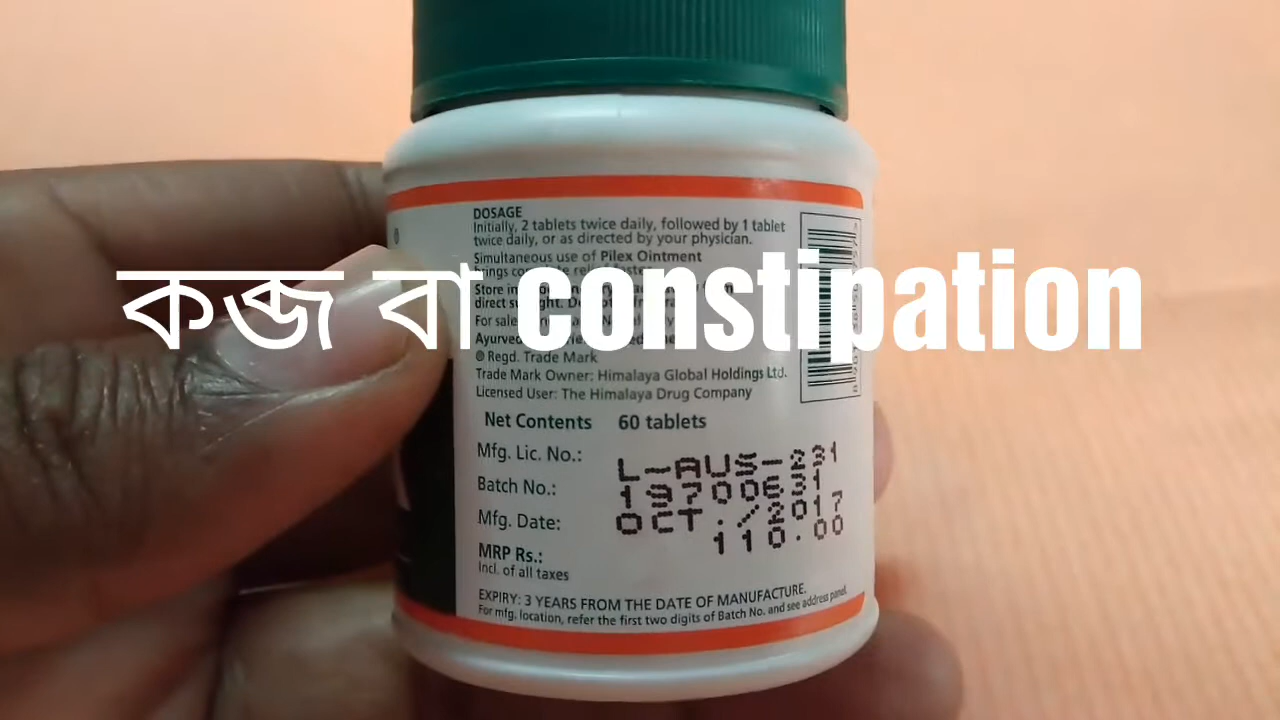 DOSAGE
Initially, 2 tablets twice daily, followed by 1 tablet
twice daily, or as directed by your physician.
Simultaneous use of Pilex Ointment
কব্জ বা constipation
® Regd. Trade Mark
Trade Mark Owner: Himalaya Global Holdings Ltd.
Licensed User: The Himalaya Drug Company
Net Contents 60 tablets
Mfg. Lic. No.: L-AUS-231
Batch No.: 19700631
Mfg. Date: OCT./2017
MRP Rs.: 110.00
Incl. of all taxes
EXPIRY: 3 YEARS FROM THE DATE OF MANUFACTURE.
For mfg. location, refer the first two digits of Batch No. and see address panel.